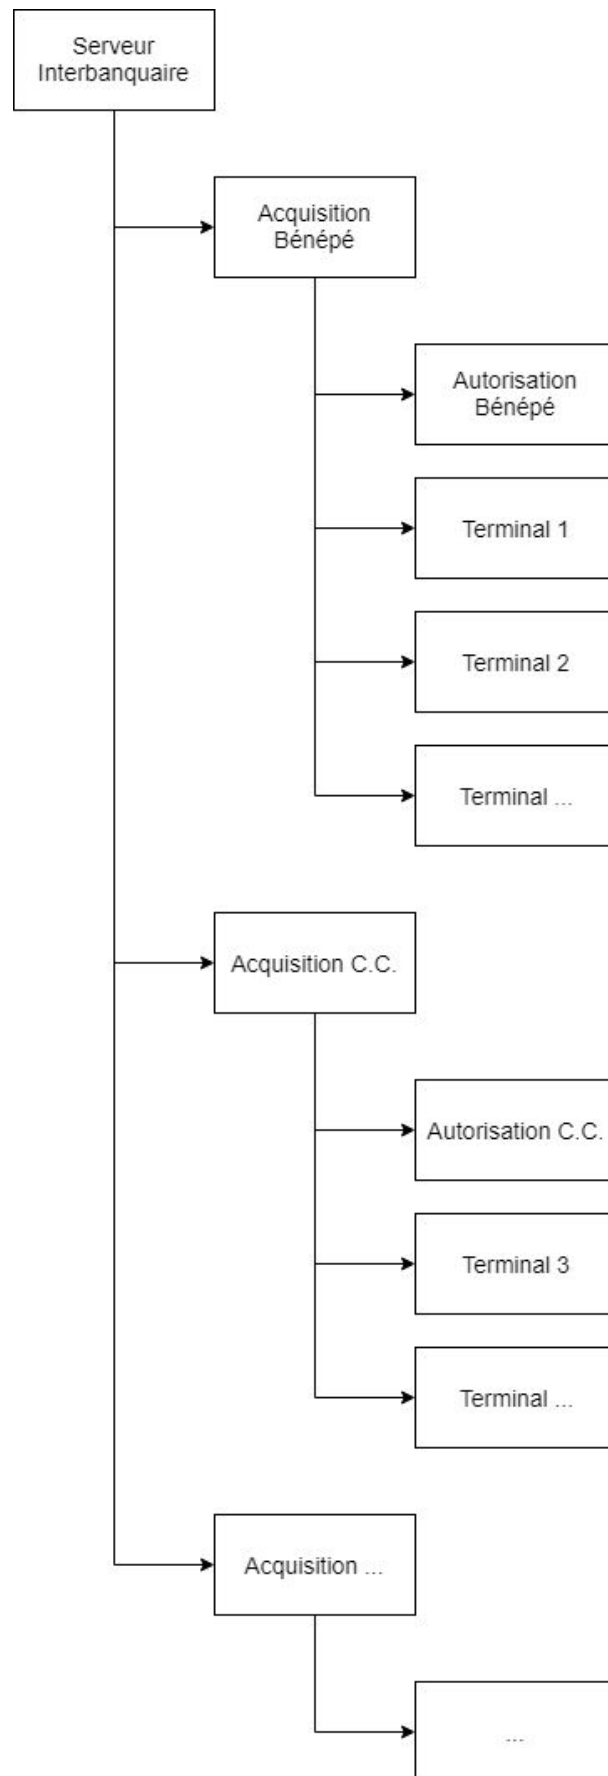 Serveur
Interbanquaire
Acquisition
Bénépé
Autorisation
Bénépé
Terminal 1
Terminal 2
Terminal ...
Acquisition C.C.
Autorisation C.C.
Terminal 3
Terminal ...
Acquisition ...
...